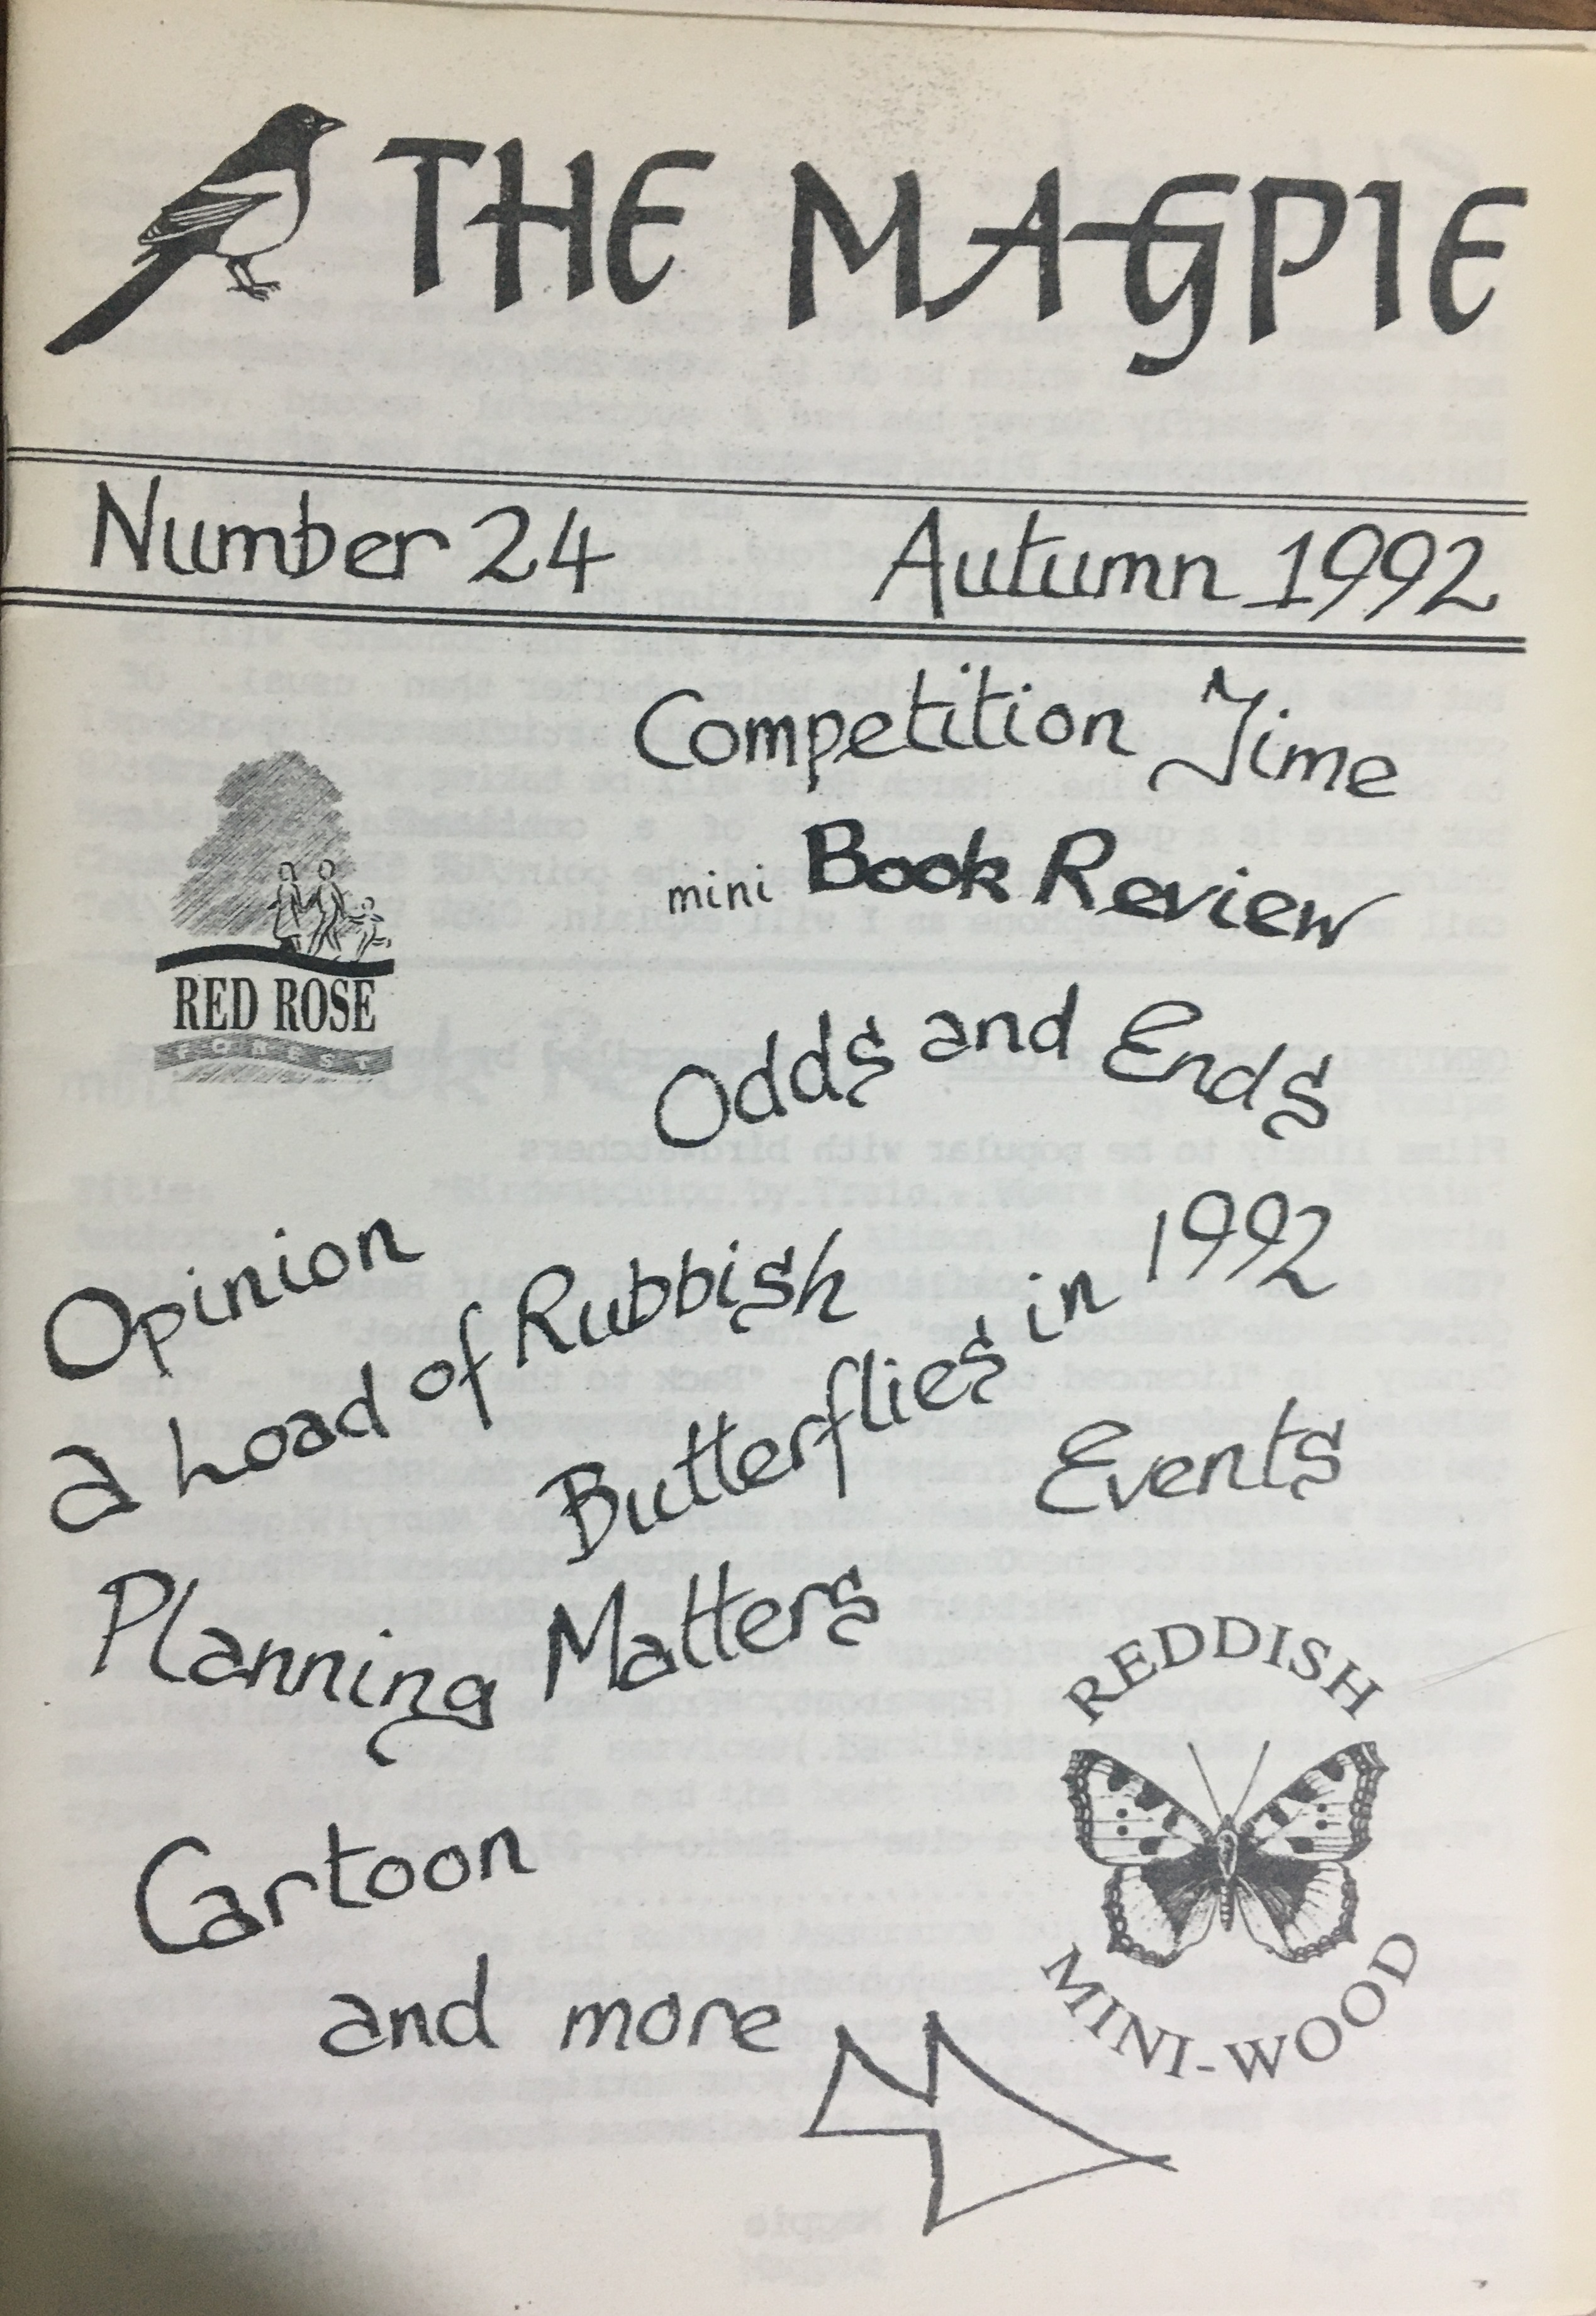 THE MAGPIE
Number 24 Autumn 1992
Competition Time
mini Book Review
RED ROSE
FOREST
Odds and Ends
Opinion
a Load of Rubbish
Butterflies in 1992
Events
Planning Matters
REDDISH
MINI-WOOD
Cartoon
and more